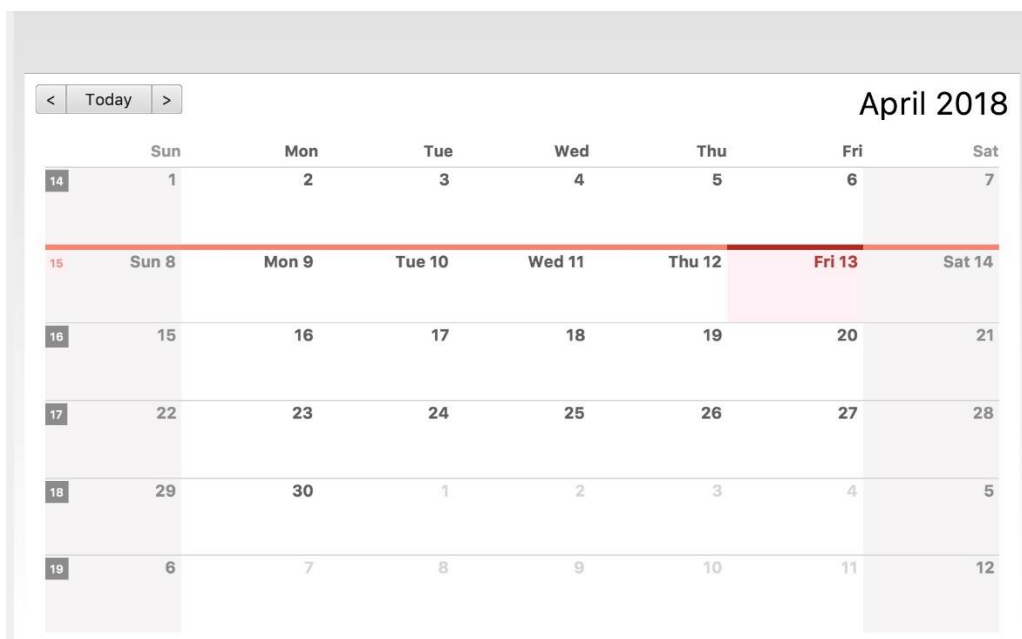 < Today > April 2018
Sun Mon Tue Wed Thu Fri Sat
14 1 2 3 4 5 6 7
15 Sun 8 Mon 9 Tue 10 Wed 11 Thu 12 Fri 13 Sat 14
16 15 16 17 18 19 20 21
17 22 23 24 25 26 27 28
18 29 30 1 2 3 4 5
19 6 7 8 9 10 11 12